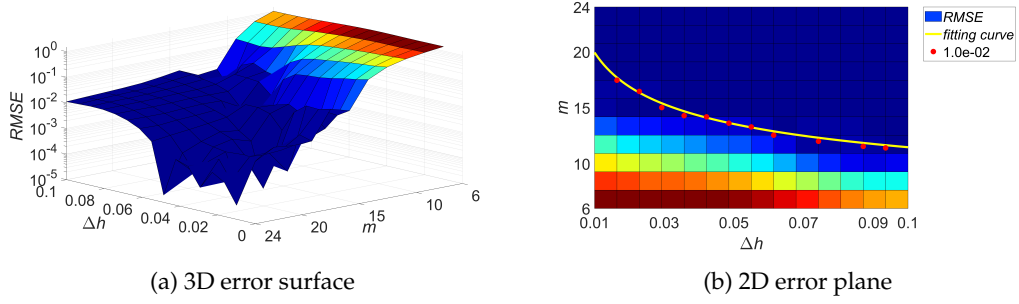 10^0
10^-1
10^-2
10^-3
10^-4
10^-5
RMSE
0.1
0.08
0.06
0.04
0.02
0
Δh
24
20
15
10
6
m
(a) 3D error surface
24
20
15
10
6
m
0.01
0.03
0.05
0.07
0.09
0.1
Δh
RMSE
fitting curve
1.0e-02
(b) 2D error plane